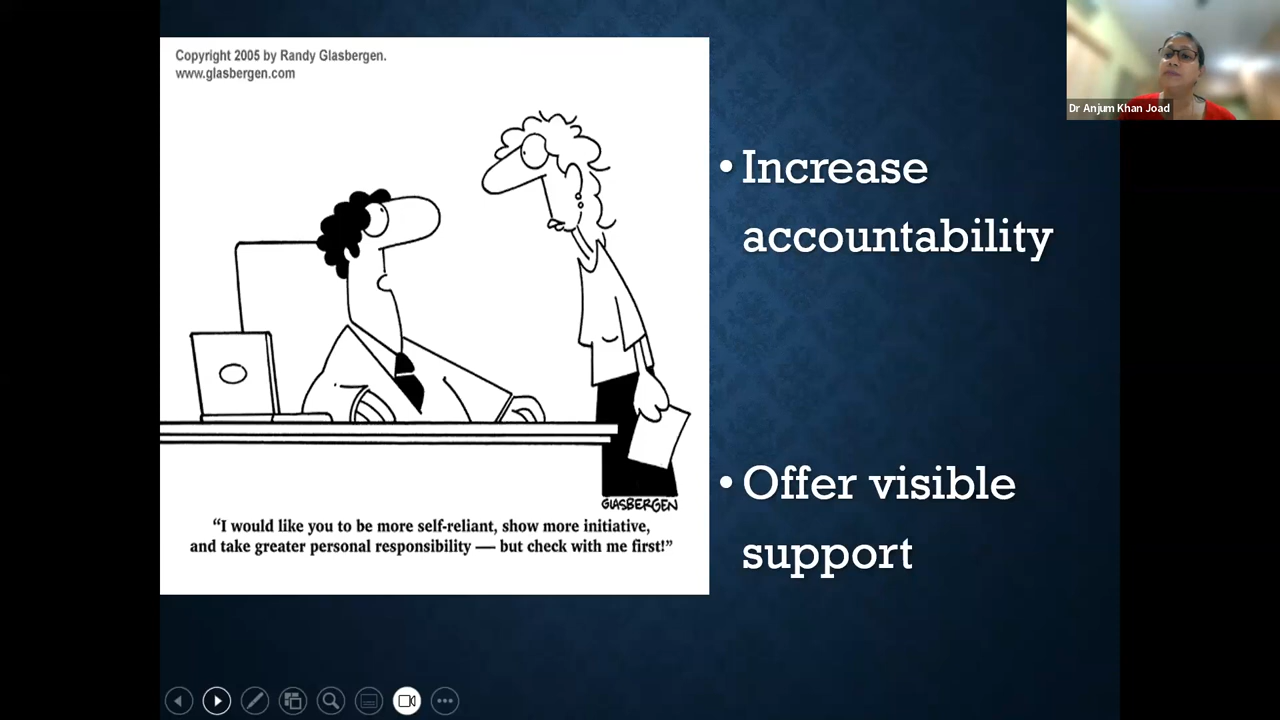 Copyright 2005 by Randy Glasbergen.
www.glasbergen.com
GLASBERGEN
“I would like you to be more self-reliant, show more initiative,
and take greater personal responsibility — but check with me first!”
• Increase
accountability
• Offer visible
support
Dr Anjum Khan Joad